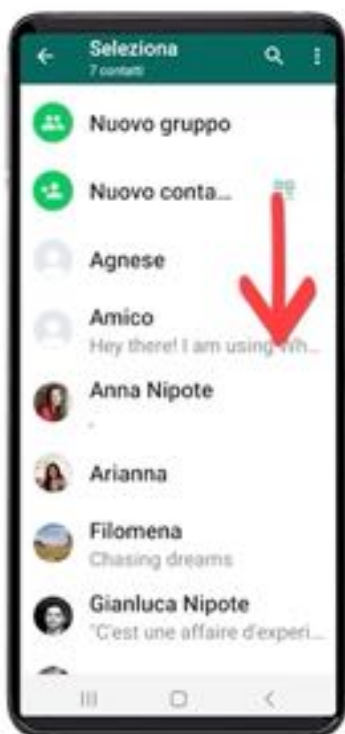 Seleziona
7 contatti
Nuovo gruppo
Nuovo conta...
Agnese
Amico
Hey there! I am using Wh...
Anna Nipote
.
Arianna
Filomena
Chasing dreams
Gianluca Nipote
"C'est une affaire d'experi...